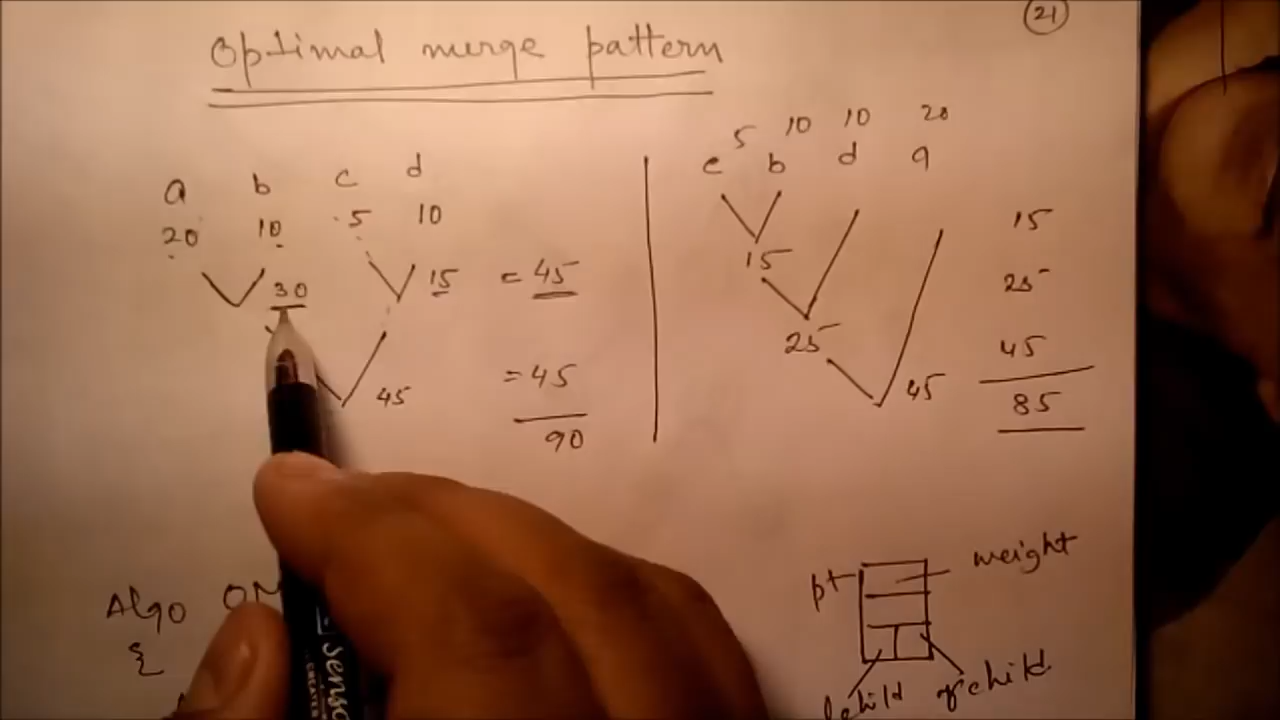 21
Optimal merge pattern
a b c d
20 10 5 10
30 15 = 45
45 = 45
90
5 10 10 20
c b d a
15 15
25 25
45 45
85
Algo OM
{
pt weight
lchild rchild